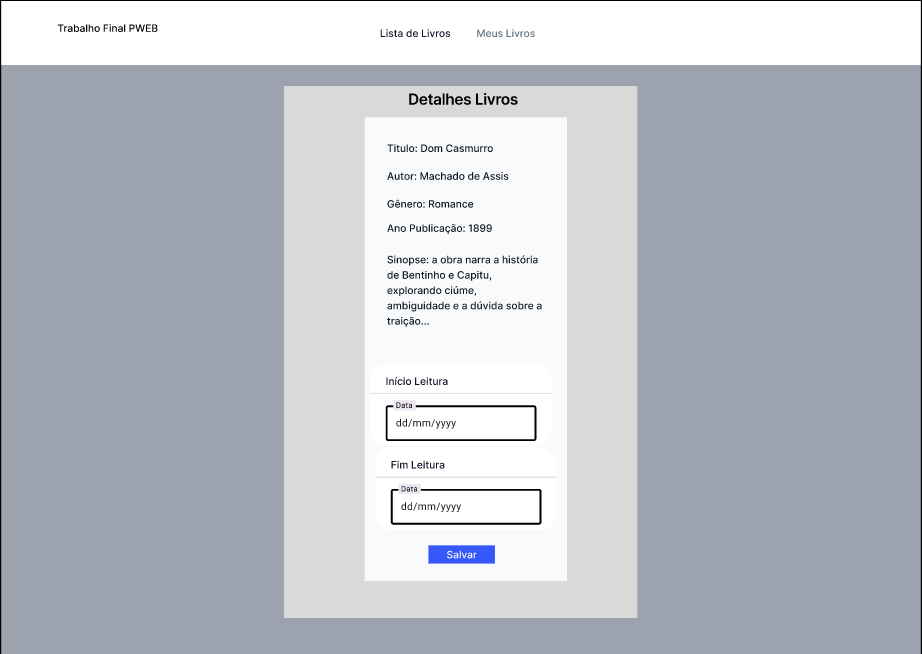 Trabalho Final PWEB
Lista de Livros
Meus Livros
Detalhes Livros
Titulo: Dom Casmurro
Autor: Machado de Assis
Gênero: Romance
Ano Publicação: 1899
Sinopse: a obra narra a história
de Bentinho e Capitu,
explorando ciúme,
ambiguidade e a dúvida sobre a
traição...
Início Leitura
Data
dd/mm/yyyy
Fim Leitura
Data
dd/mm/yyyy
Salvar